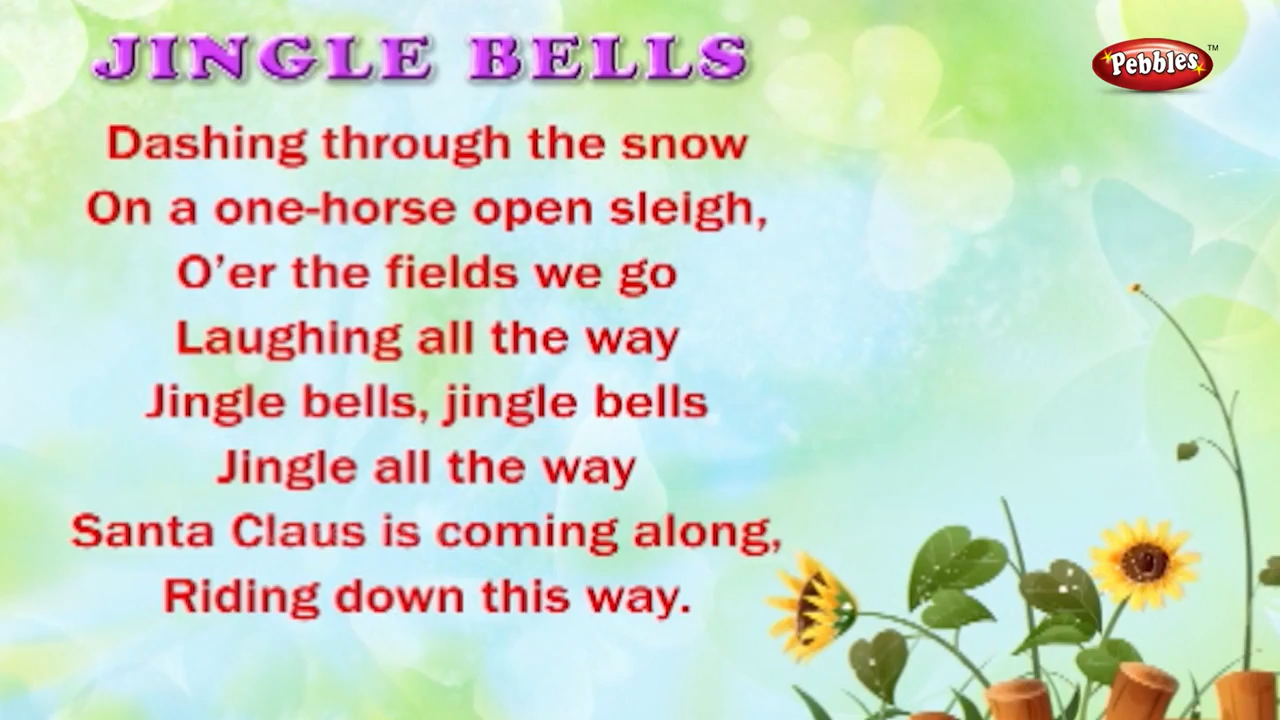 JINGLE BELLS
Pebbles™
Dashing through the snow
On a one-horse open sleigh,
O’er the fields we go
Laughing all the way
Jingle bells, jingle bells
Jingle all the way
Santa Claus is coming along,
Riding down this way.